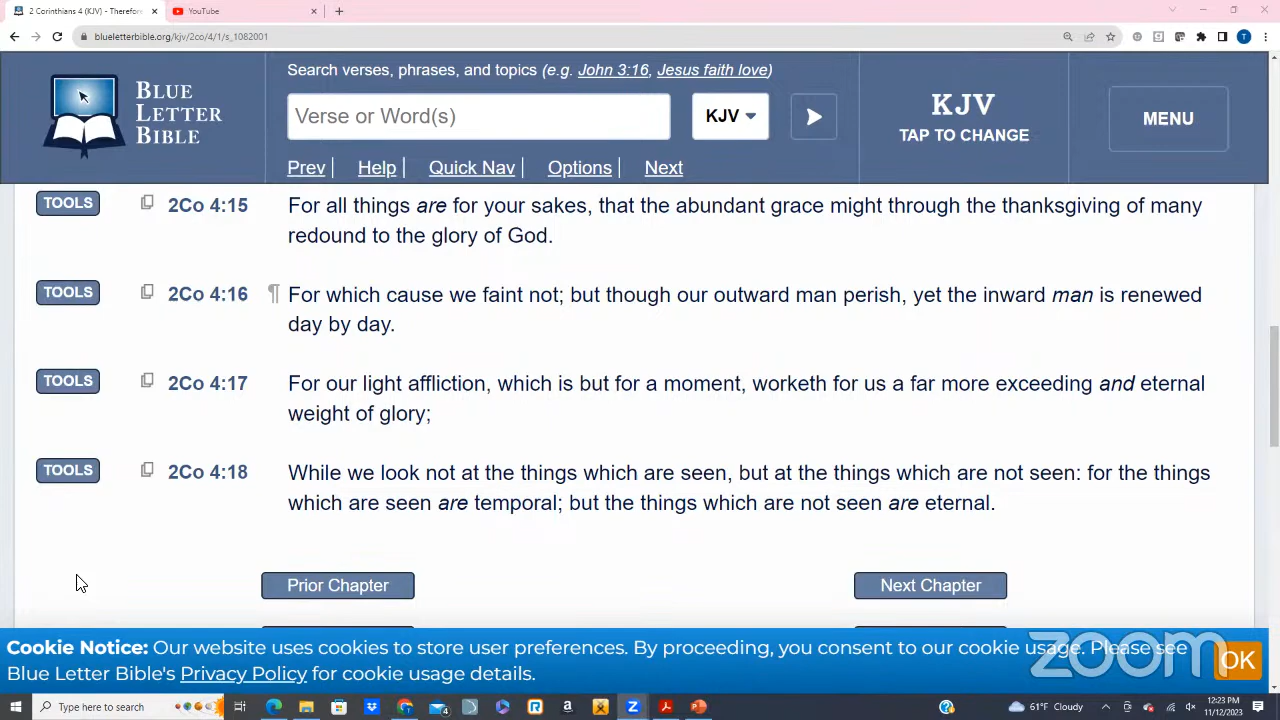 2 Corinthians 4 (KJV) - Therefor
YouTube
blueletterbible.org/kjv/2co/4/1/s_1082001
T
BLUE
LETTER
BIBLE
Search verses, phrases, and topics (e.g. John 3:16, Jesus faith love)
Verse or Word(s)
KJV
KJV
TAP TO CHANGE
MENU
Prev | Help | Quick Nav | Options | Next
TOOLS 2Co 4:15 For all things are for your sakes, that the abundant grace might through the thanksgiving of many
redound to the glory of God.
TOOLS 2Co 4:16 ¶ For which cause we faint not; but though our outward man perish, yet the inward man is renewed
day by day.
TOOLS 2Co 4:17 For our light affliction, which is but for a moment, worketh for us a far more exceeding and eternal
weight of glory;
TOOLS 2Co 4:18 While we look not at the things which are seen, but at the things which are not seen: for the things
which are seen are temporal; but the things which are not seen are eternal.
Prior Chapter Next Chapter
Cookie Notice: Our website uses cookies to store user preferences. By proceeding, you consent to our cookie usage. Please see
Blue Letter Bible's Privacy Policy for cookie usage details.
OK
zoom
Type here to search
61°F Cloudy
12:23 PM
11/12/2023